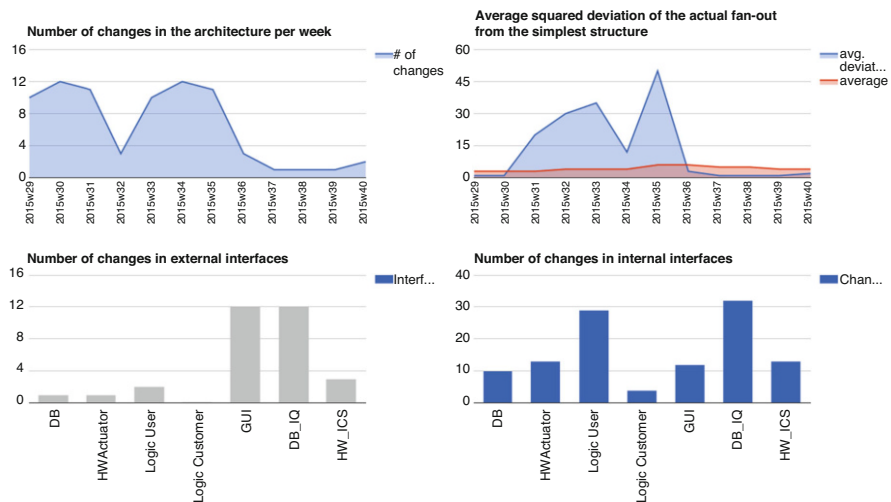 Number of changes in the architecture per week
16
12
8
4
0
2015w29
2015w30
2015w31
2015w32
2015w33
2015w34
2015w35
2015w36
2015w37
2015w38
2015w39
2015w40
# of
changes
Average squared deviation of the actual fan-out
from the simplest structure
60
45
30
15
0
2015w29
2015w30
2015w31
2015w32
2015w33
2015w34
2015w35
2015w36
2015w37
2015w38
2015w39
2015w40
avg.
deviat...
average
Number of changes in external interfaces
16
12
8
4
0
DB
HWActuator
Logic User
Logic Customer
GUI
DB_IQ
HW_ICS
Interf...
Number of changes in internal interfaces
40
30
20
10
0
DB
HWActuator
Logic User
Logic Customer
GUI
DB_IQ
HW_ICS
Chan...